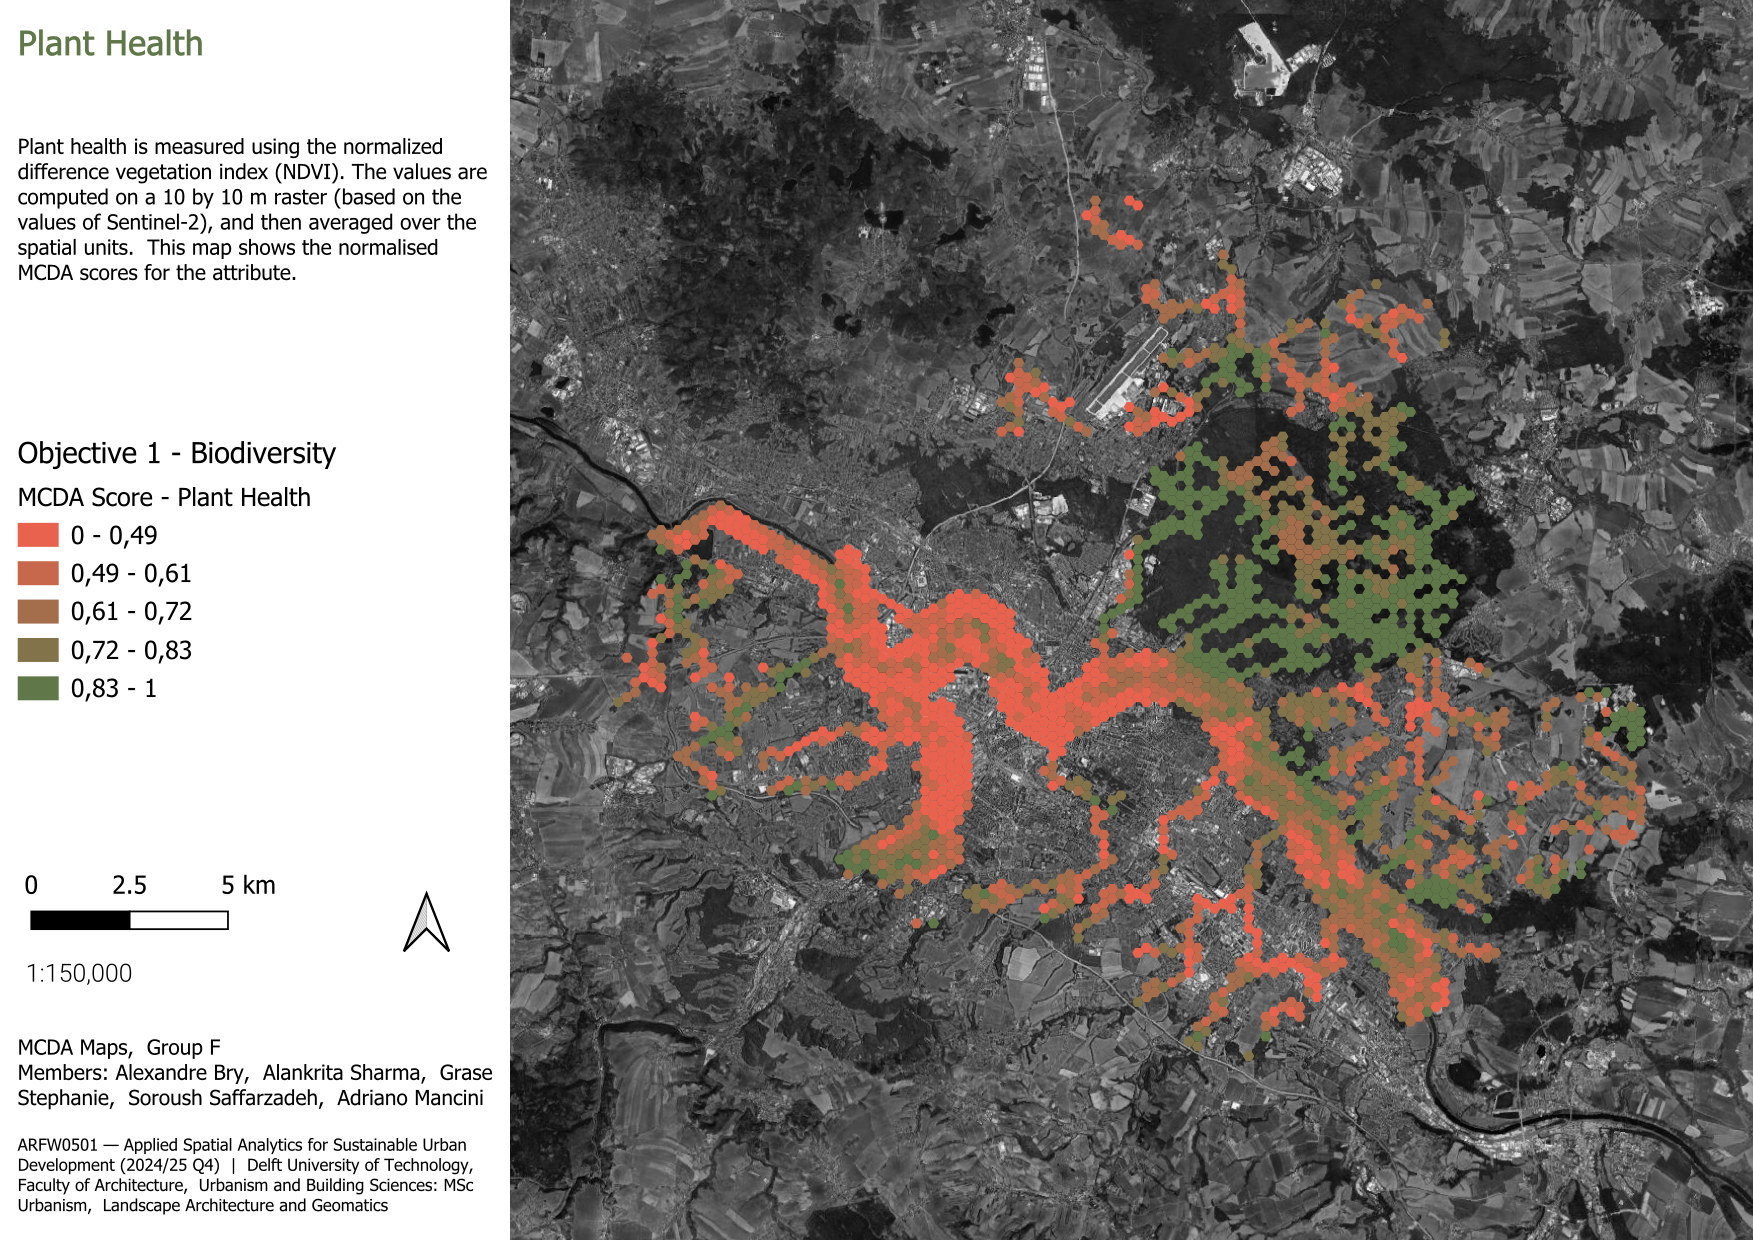 Plant Health
Plant health is measured using the normalized
difference vegetation index (NDVI). The values are
computed on a 10 by 10 m raster (based on the
values of Sentinel-2), and then averaged over the
spatial units. This map shows the normalised
MCDA scores for the attribute.
Objective 1 - Biodiversity
MCDA Score - Plant Health
0 - 0,49
0,49 - 0,61
0,61 - 0,72
0,72 - 0,83
0,83 - 1
0 2.5 5 km
1:150,000
MCDA Maps, Group F
Members: Alexandre Bry, Alankrita Sharma, Grase
Stephanie, Soroush Saffarzadeh, Adriano Mancini
ARFW0501 — Applied Spatial Analytics for Sustainable Urban
Development (2024/25 Q4) | Delft University of Technology,
Faculty of Architecture, Urbanism and Building Sciences: MSc
Urbanism, Landscape Architecture and Geomatics